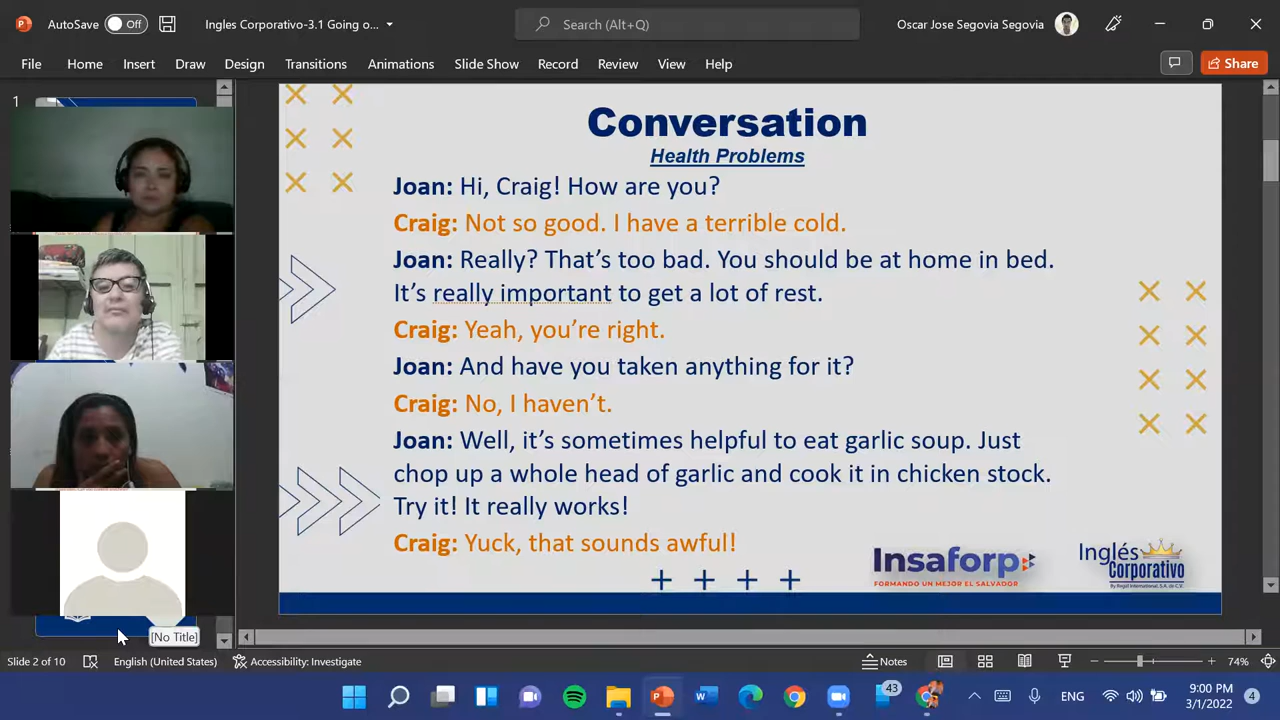 AutoSave Off Ingles Corporativo-3.1 Going o... Search (Alt+Q) Oscar Jose Segovia Segovia
File Home Insert Draw Design Transitions Animations Slide Show Record Review View Help Share
1
Conversation
Health Problems
Joan: Hi, Craig! How are you?
Craig: Not so good. I have a terrible cold.
Joan: Really? That’s too bad. You should be at home in bed.
It’s really important to get a lot of rest.
Craig: Yeah, you’re right.
Joan: And have you taken anything for it?
Craig: No, I haven’t.
Joan: Well, it’s sometimes helpful to eat garlic soup. Just
chop up a whole head of garlic and cook it in chicken stock.
Try it! It really works!
Craig: Yuck, that sounds awful!
Insaforp
FORMANDO UN MEJOR EL SALVADOR
Inglés
Corporativo
By Regal International, S.A. de C.V.
[No Title]
Slide 2 of 10 English (United States) Accessibility: Investigate Notes 74%
43 ENG 9:00 PM
3/1/2022 4